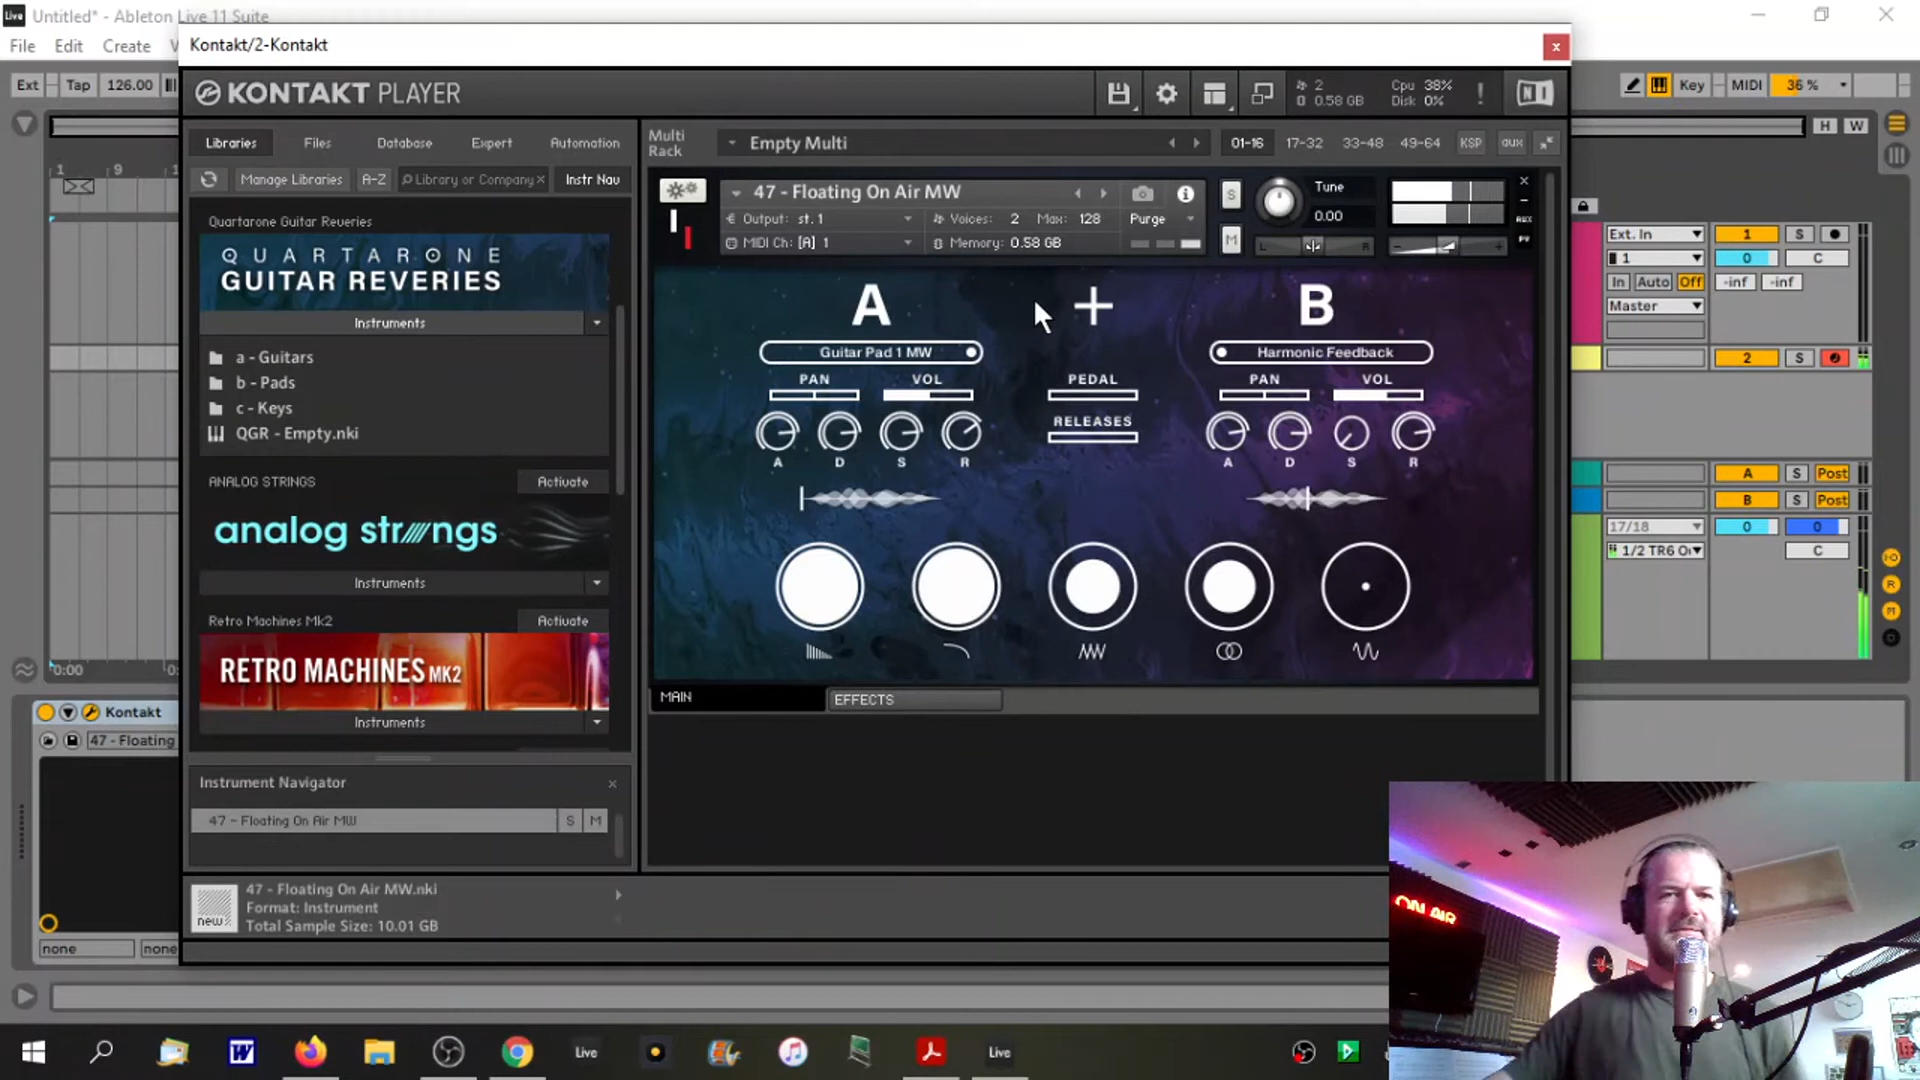 Live Untitled* - Ableton Live 11 Suite
File Edit Create
Kontakt/2-Kontakt
x
Ext Tap 126.00
Key MIDI 36 %
KONTAKT PLAYER
2
0.58 GB
Cpu 38%
Disk 0%
!
NI
Libraries Files Database Expert Automation
Manage Libraries A-Z Library or Company × Instr Nav
Multi
Rack
Empty Multi
01-16 17-32 33-48 49-64 KSP aux
H W
1 9
Quartarone Guitar Reveries
QUARTARONE
GUITAR REVERIES
Instruments
a - Guitars
b - Pads
c - Keys
QGR - Empty.nki
ANALOG STRINGS Activate
analog strings
Instruments
Retro Machines Mk2 Activate
RETRO MACHINES MK2
Instruments
47 - Floating On Air MW
Output: st.1 Voices: 2 Max: 128 Purge
MIDI Ch: [A] 1 Memory: 0.58 GB
S
M
Tune
0.00
L R
- +
AUX
PV
A + B
Guitar Pad 1 MW Harmonic Feedback
PAN VOL PEDAL PAN VOL
RELEASES
A D S R A D S R
MAIN EFFECTS
Instrument Navigator
47 - Floating On Air MW S M
47 - Floating On Air MW.nki
Format: Instrument
Total Sample Size: 10.01 GB
new
Ext. In 1 S
1 0 C
In Auto Off -inf -inf
Master
2 S
A S Post
B S Post
17/18 0 0
1/2 TR6 C
R
M
0:00
Kontakt
47 - Floating
none none
ON AIR
W Live Live